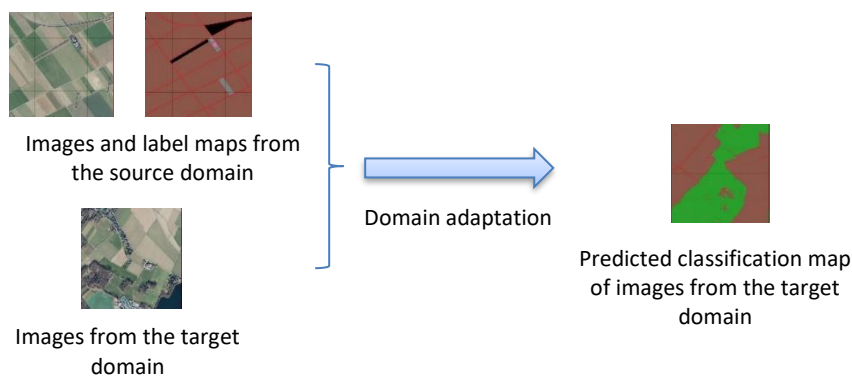 Images and label maps from
the source domain
Images from the target
domain
Domain adaptation
Predicted classification map
of images from the target
domain